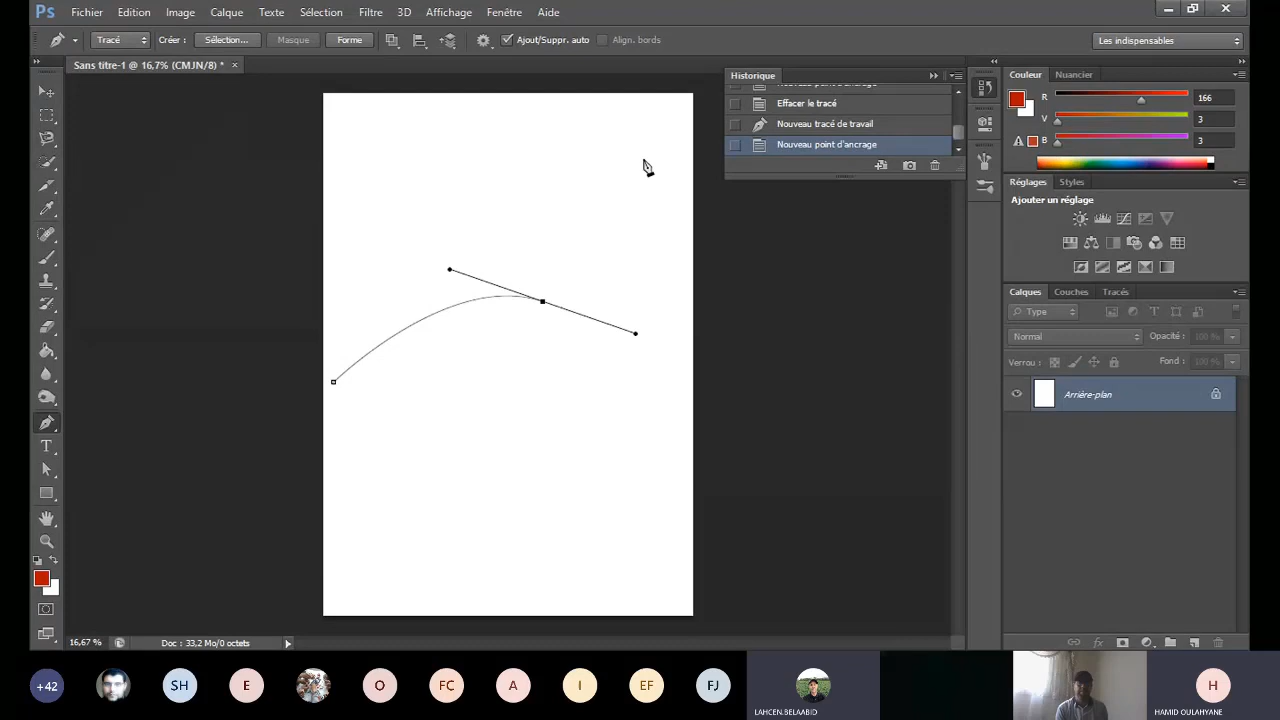 Ps Fichier Edition Image Calque Texte Sélection Filtre 3D Affichage Fenêtre Aide
Tracé Créer : Sélection... Masque Forme Ajout/Suppr. auto Align. bords Les indispensables
Sans titre-1 @ 16,7% (CMJN/8) * ×
Historique
Effacer le tracé
Nouveau tracé de travail
Nouveau point d'ancrage
Couleur Nuancier
R 166
V 3
B 3
Réglages Styles
Ajouter un réglage
Calques Couches Tracés
Type
Normal Opacité : 100 %
Verrou : Fond : 100 %
Arrière-plan
16,67 % Doc : 33,2 Mo/0 octets
+42 SH E O FC A I EF FJ H
LAHCEN.BELAABID HAMID OULAHYANE